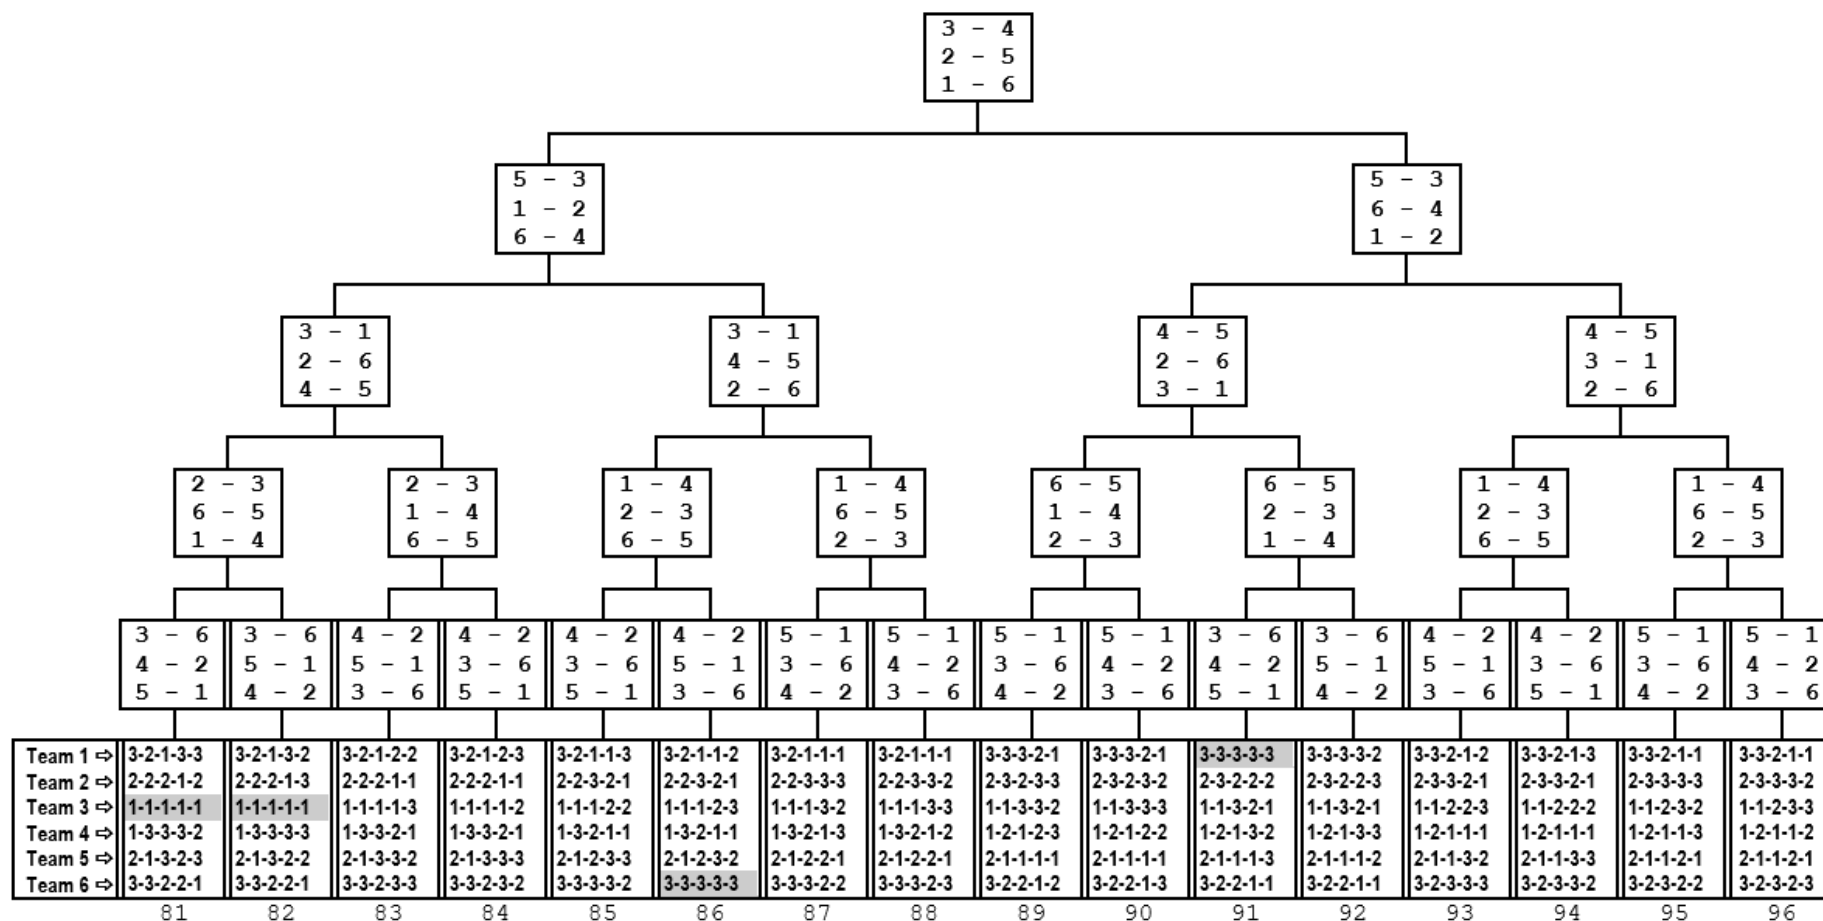 3 - 4
2 - 5
1 - 6
5 - 3 5 - 3
1 - 2 6 - 4
6 - 4 1 - 2
3 - 1 3 - 1 4 - 5 4 - 5
2 - 6 4 - 5 2 - 6 3 - 1
4 - 5 2 - 6 3 - 1 2 - 6
2 - 3 2 - 3 1 - 4 1 - 4 6 - 5 6 - 5 1 - 4 1 - 4
6 - 5 1 - 4 2 - 3 6 - 5 1 - 4 2 - 3 2 - 3 6 - 5
1 - 4 6 - 5 6 - 5 2 - 3 2 - 3 1 - 4 6 - 5 2 - 3
3 - 6 3 - 6 4 - 2 4 - 2 4 - 2 4 - 2 5 - 1 5 - 1 5 - 1 5 - 1 3 - 6 3 - 6 4 - 2 4 - 2 5 - 1 5 - 1
4 - 2 5 - 1 5 - 1 3 - 6 3 - 6 5 - 1 3 - 6 4 - 2 3 - 6 4 - 2 4 - 2 5 - 1 5 - 1 3 - 6 3 - 6 4 - 2
5 - 1 4 - 2 3 - 6 5 - 1 5 - 1 3 - 6 4 - 2 3 - 6 4 - 2 3 - 6 5 - 1 4 - 2 3 - 6 5 - 1 4 - 2 3 - 6
Team 1 ⇨ 3-2-1-3-3 3-2-1-3-2 3-2-1-2-2 3-2-1-2-3 3-2-1-1-3 3-2-1-1-2 3-2-1-1-1 3-2-1-1-1 3-3-3-2-1 3-3-3-2-1 3-3-3-3-3 3-3-3-3-2 3-3-2-1-2 3-3-2-1-3 3-3-2-1-1 3-3-2-1-1
Team 2 ⇨ 2-2-2-1-2 2-2-2-1-3 2-2-2-1-1 2-2-2-1-1 2-2-3-2-1 2-2-3-2-1 2-2-3-3-3 2-2-3-3-2 2-3-2-3-3 2-3-2-3-2 2-3-2-2-2 2-3-2-2-3 2-3-3-2-1 2-3-3-2-1 2-3-3-3-3 2-3-3-3-2
Team 3 ⇨ 1-1-1-1-1 1-1-1-1-1 1-1-1-1-3 1-1-1-1-2 1-1-1-2-2 1-1-1-2-3 1-1-1-3-2 1-1-1-3-3 1-1-3-3-2 1-1-3-3-3 1-1-3-2-1 1-1-3-2-1 1-1-2-2-3 1-1-2-2-2 1-1-2-3-2 1-1-2-3-3
Team 4 ⇨ 1-3-3-3-2 1-3-3-3-3 1-3-3-2-1 1-3-3-2-1 1-3-2-1-1 1-3-2-1-1 1-3-2-1-3 1-3-2-1-2 1-2-1-2-3 1-2-1-2-2 1-2-1-3-2 1-2-1-3-3 1-2-1-1-1 1-2-1-1-1 1-2-1-1-3 1-2-1-1-2
Team 5 ⇨ 2-1-3-2-3 2-1-3-2-2 2-1-3-3-2 2-1-3-3-3 2-1-2-3-3 2-1-2-3-2 2-1-2-2-1 2-1-2-2-1 2-1-1-1-1 2-1-1-1-1 2-1-1-1-3 2-1-1-1-2 2-1-1-3-2 2-1-1-3-3 2-1-1-2-1 2-1-1-2-1
Team 6 ⇨ 3-3-2-2-1 3-3-2-2-1 3-3-2-3-3 3-3-2-3-2 3-3-3-3-2 3-3-3-3-3 3-3-3-2-2 3-3-3-2-3 3-2-2-1-2 3-2-2-1-3 3-2-2-1-1 3-2-2-1-1 3-2-3-3-3 3-2-3-3-2 3-2-3-2-2 3-2-3-2-3
81 82 83 84 85 86 87 88 89 90 91 92 93 94 95 96